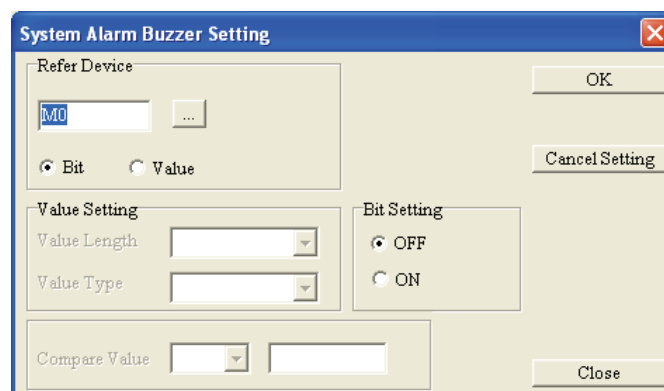 System Alarm Buzzer Setting
Refer Device
M0
...
Bit
Value
OK
Cancel Setting
Value Setting
Value Length
Value Type
Bit Setting
OFF
ON
Compare Value
Close